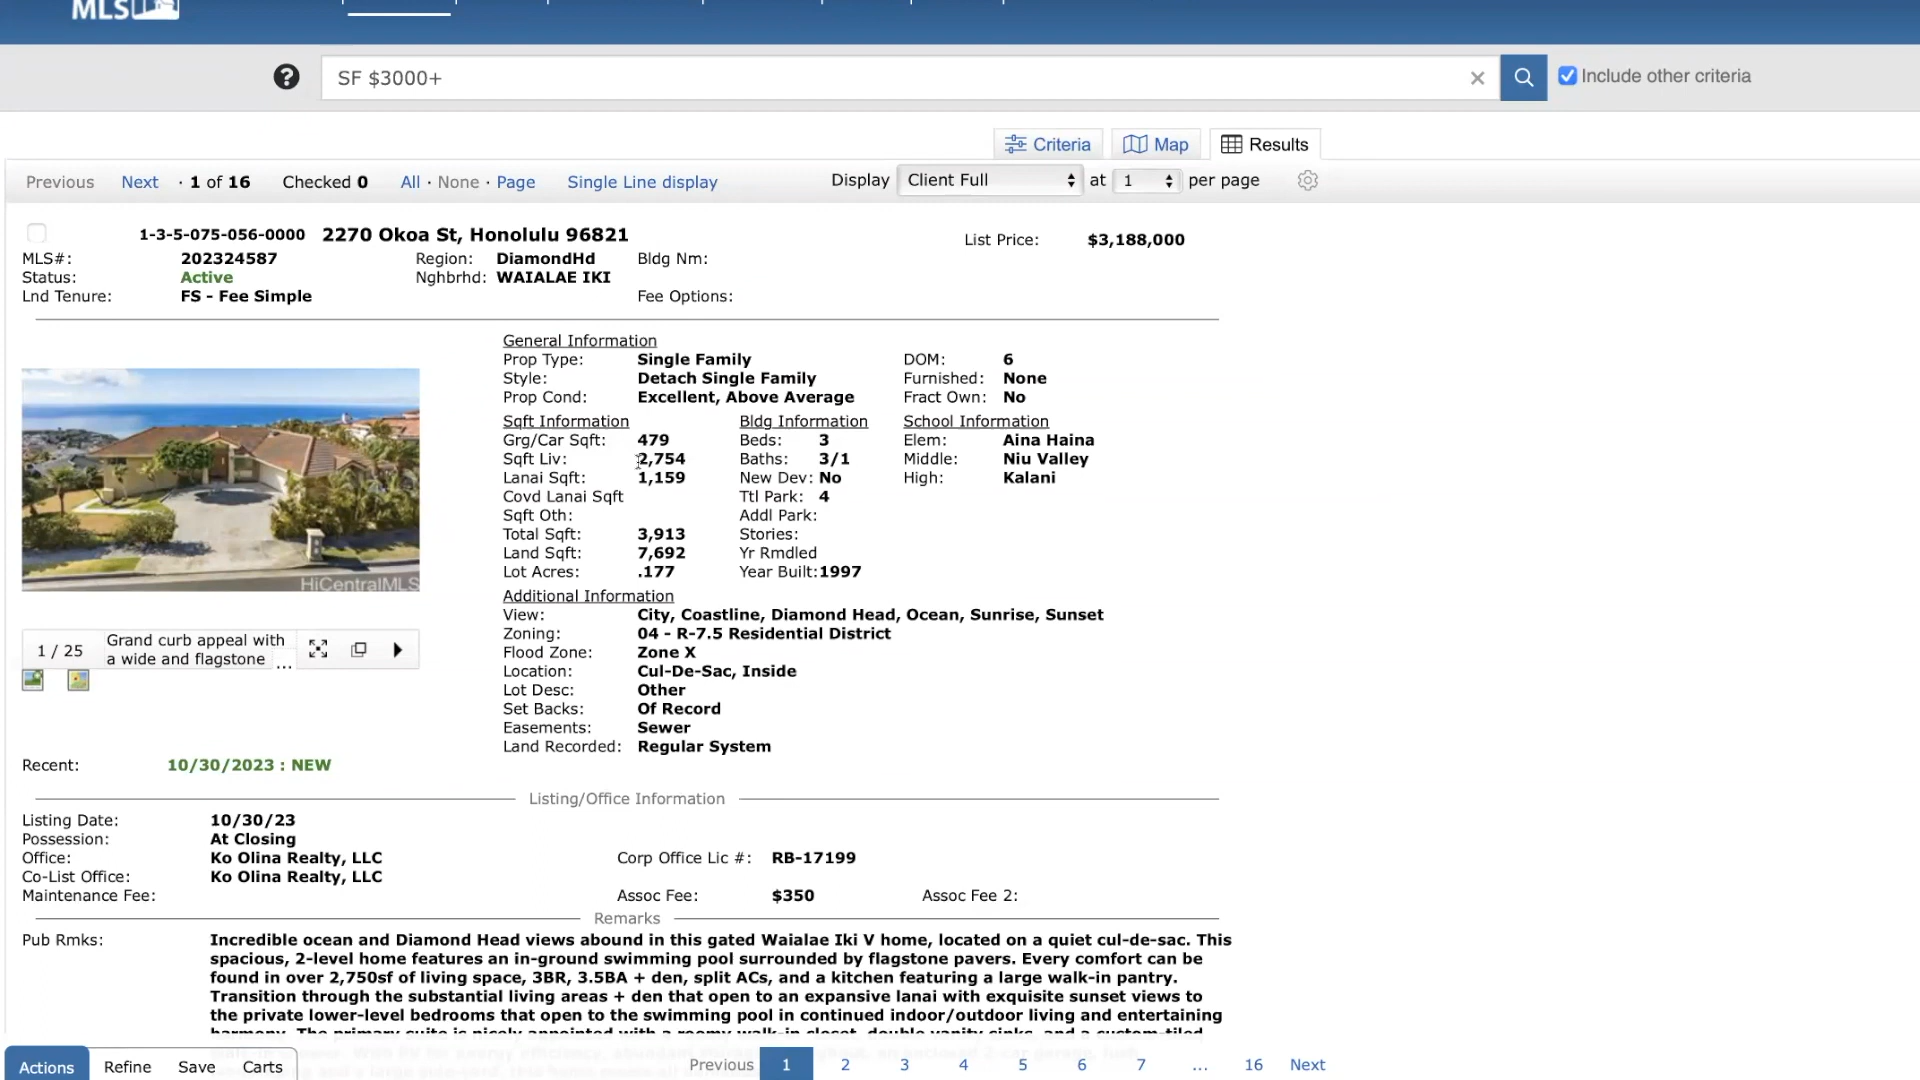 MLS
SF $3000+
Include other criteria
Criteria Map Results
Previous Next · 1 of 16 Checked 0 All · None · Page Single Line display Display Client Full at 1 per page
1-3-5-075-056-0000 2270 Okoa St, Honolulu 96821 List Price: $3,188,000
MLS#: 202324587 Region: DiamondHd Bldg Nm:
Status: Active Nghbrhd: WAIALAE IKI
Lnd Tenure: FS - Fee Simple Fee Options:
General Information
Prop Type: Single Family DOM: 6
Style: Detach Single Family Furnished: None
Prop Cond: Excellent, Above Average Fract Own: No
Sqft Information Bldg Information School Information
Grg/Car Sqft: 479 Beds: 3 Elem: Aina Haina
Sqft Liv: 2,754 Baths: 3/1 Middle: Niu Valley
Lanai Sqft: 1,159 New Dev: No High: Kalani
Covd Lanai Sqft Ttl Park: 4
Sqft Oth: Addl Park:
Total Sqft: 3,913 Stories:
Land Sqft: 7,692 Yr Rmdled
Lot Acres: .177 Year Built: 1997
HiCentralMLS
Additional Information
View: City, Coastline, Diamond Head, Ocean, Sunrise, Sunset
Zoning: 04 - R-7.5 Residential District
Flood Zone: Zone X
Location: Cul-De-Sac, Inside
Lot Desc: Other
Set Backs: Of Record
Easements: Sewer
Land Recorded: Regular System
1 / 25 Grand curb appeal with
a wide and flagstone ...
Recent: 10/30/2023 : NEW
Listing/Office Information
Listing Date: 10/30/23
Possession: At Closing
Office: Ko Olina Realty, LLC Corp Office Lic #: RB-17199
Co-List Office: Ko Olina Realty, LLC
Maintenance Fee: Assoc Fee: $350 Assoc Fee 2:
Remarks
Pub Rmks: Incredible ocean and Diamond Head views abound in this gated Waialae Iki V home, located on a quiet cul-de-sac. This
spacious, 2-level home features an in-ground swimming pool surrounded by flagstone pavers. Every comfort can be
found in over 2,750sf of living space, 3BR, 3.5BA + den, split ACs, and a kitchen featuring a large walk-in pantry.
Transition through the substantial living areas + den that open to an expansive lanai with exquisite sunset views to
the private lower-level bedrooms that open to the swimming pool in continued indoor/outdoor living and entertaining
harmony. The primary suite is nicely appointed with a roomy walk-in closet, double vanity sinks, and a custom-tiled
Actions Refine Save Carts Previous 1 2 3 4 5 6 7 ... 16 Next